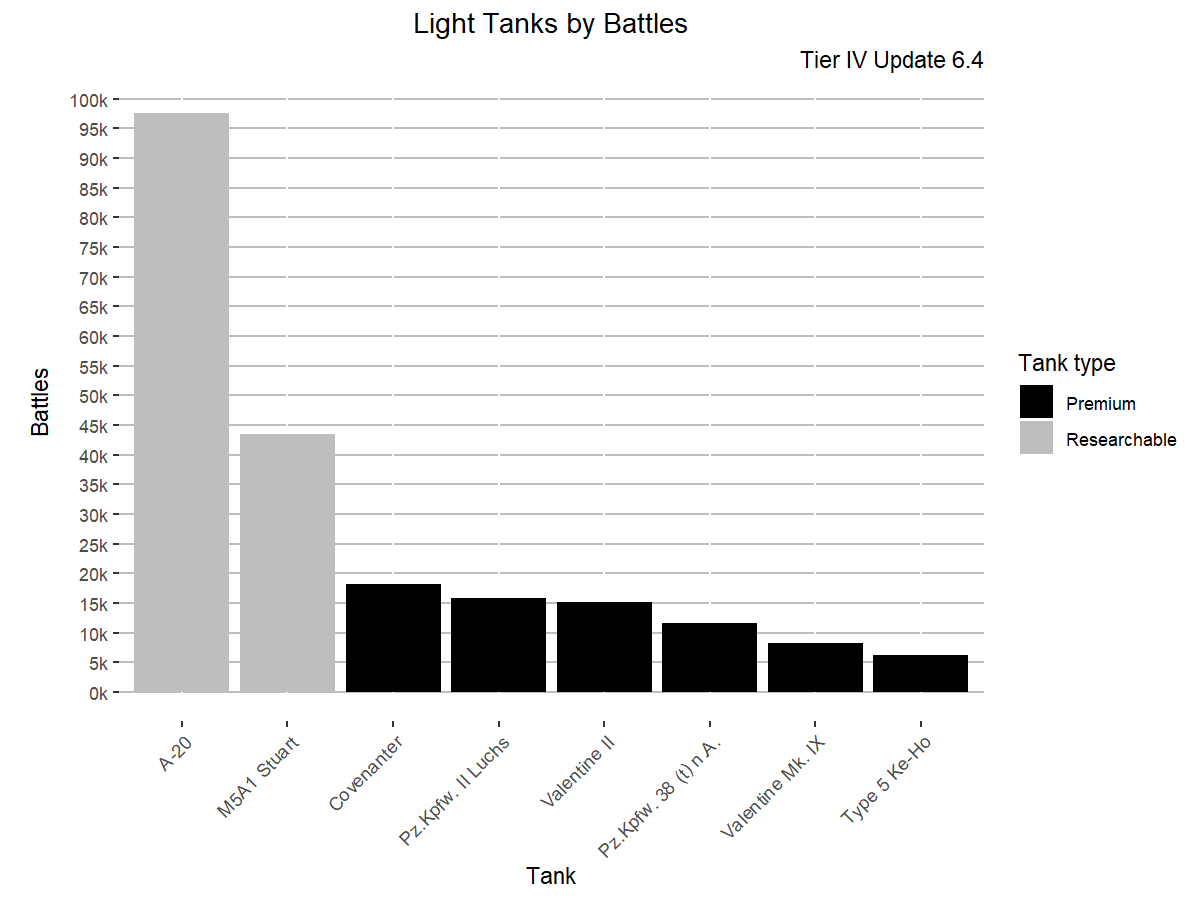 Light Tanks by Battles
Tier IV Update 6.4
100k
95k
90k
85k
80k
75k
70k
65k
60k
55k
50k
45k
40k
35k
30k
25k
20k
15k
10k
5k
0k
Battles
A-20
M5A1 Stuart
Covenanter
Pz.Kpfw. II Luchs
Valentine II
Pz.Kpfw. 38 (t) n A.
Valentine Mk. IX
Type 5 Ke-Ho
Tank
Tank type
Premium
Researchable